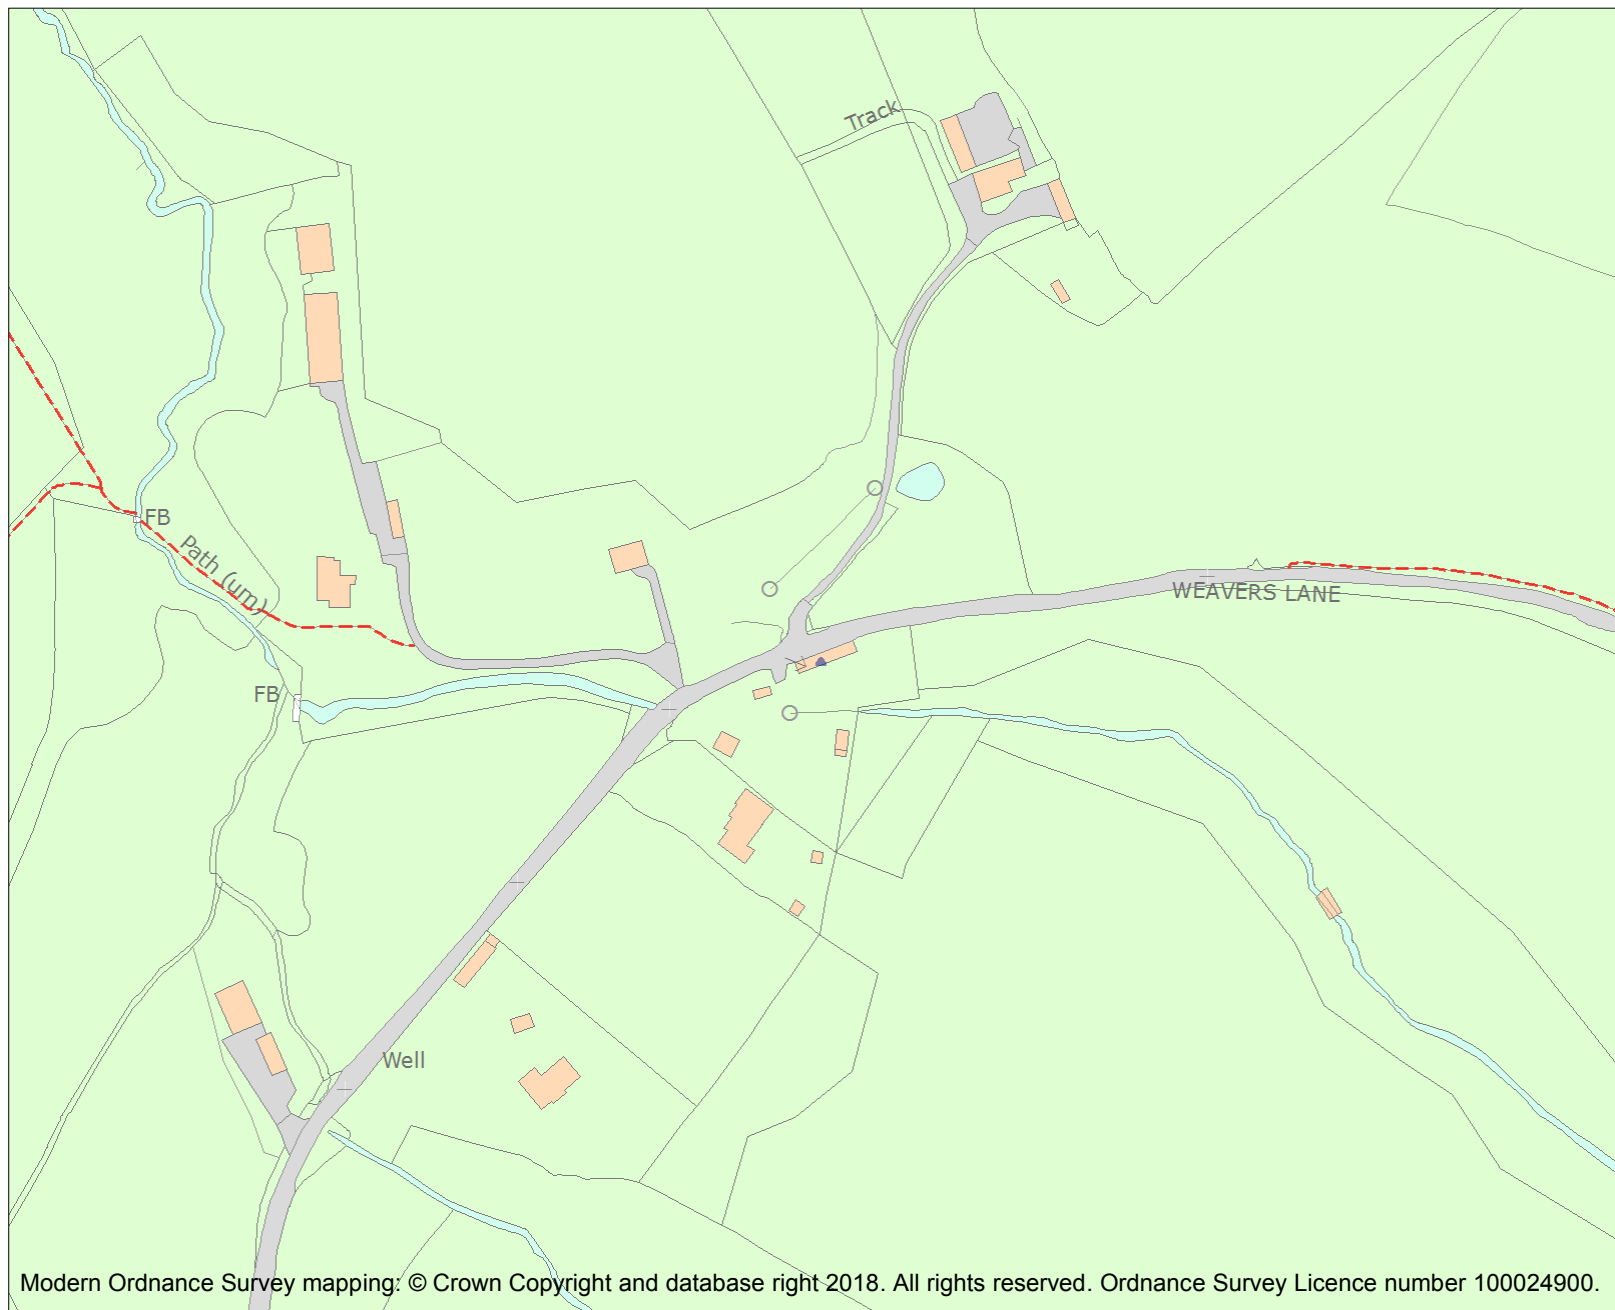 Track
FB
Path (um)
WEAVERS LANE
FB
Well
Modern Ordnance Survey mapping: © Crown Copyright and database right 2018. All rights reserved. Ordnance Survey Licence number 100024900.